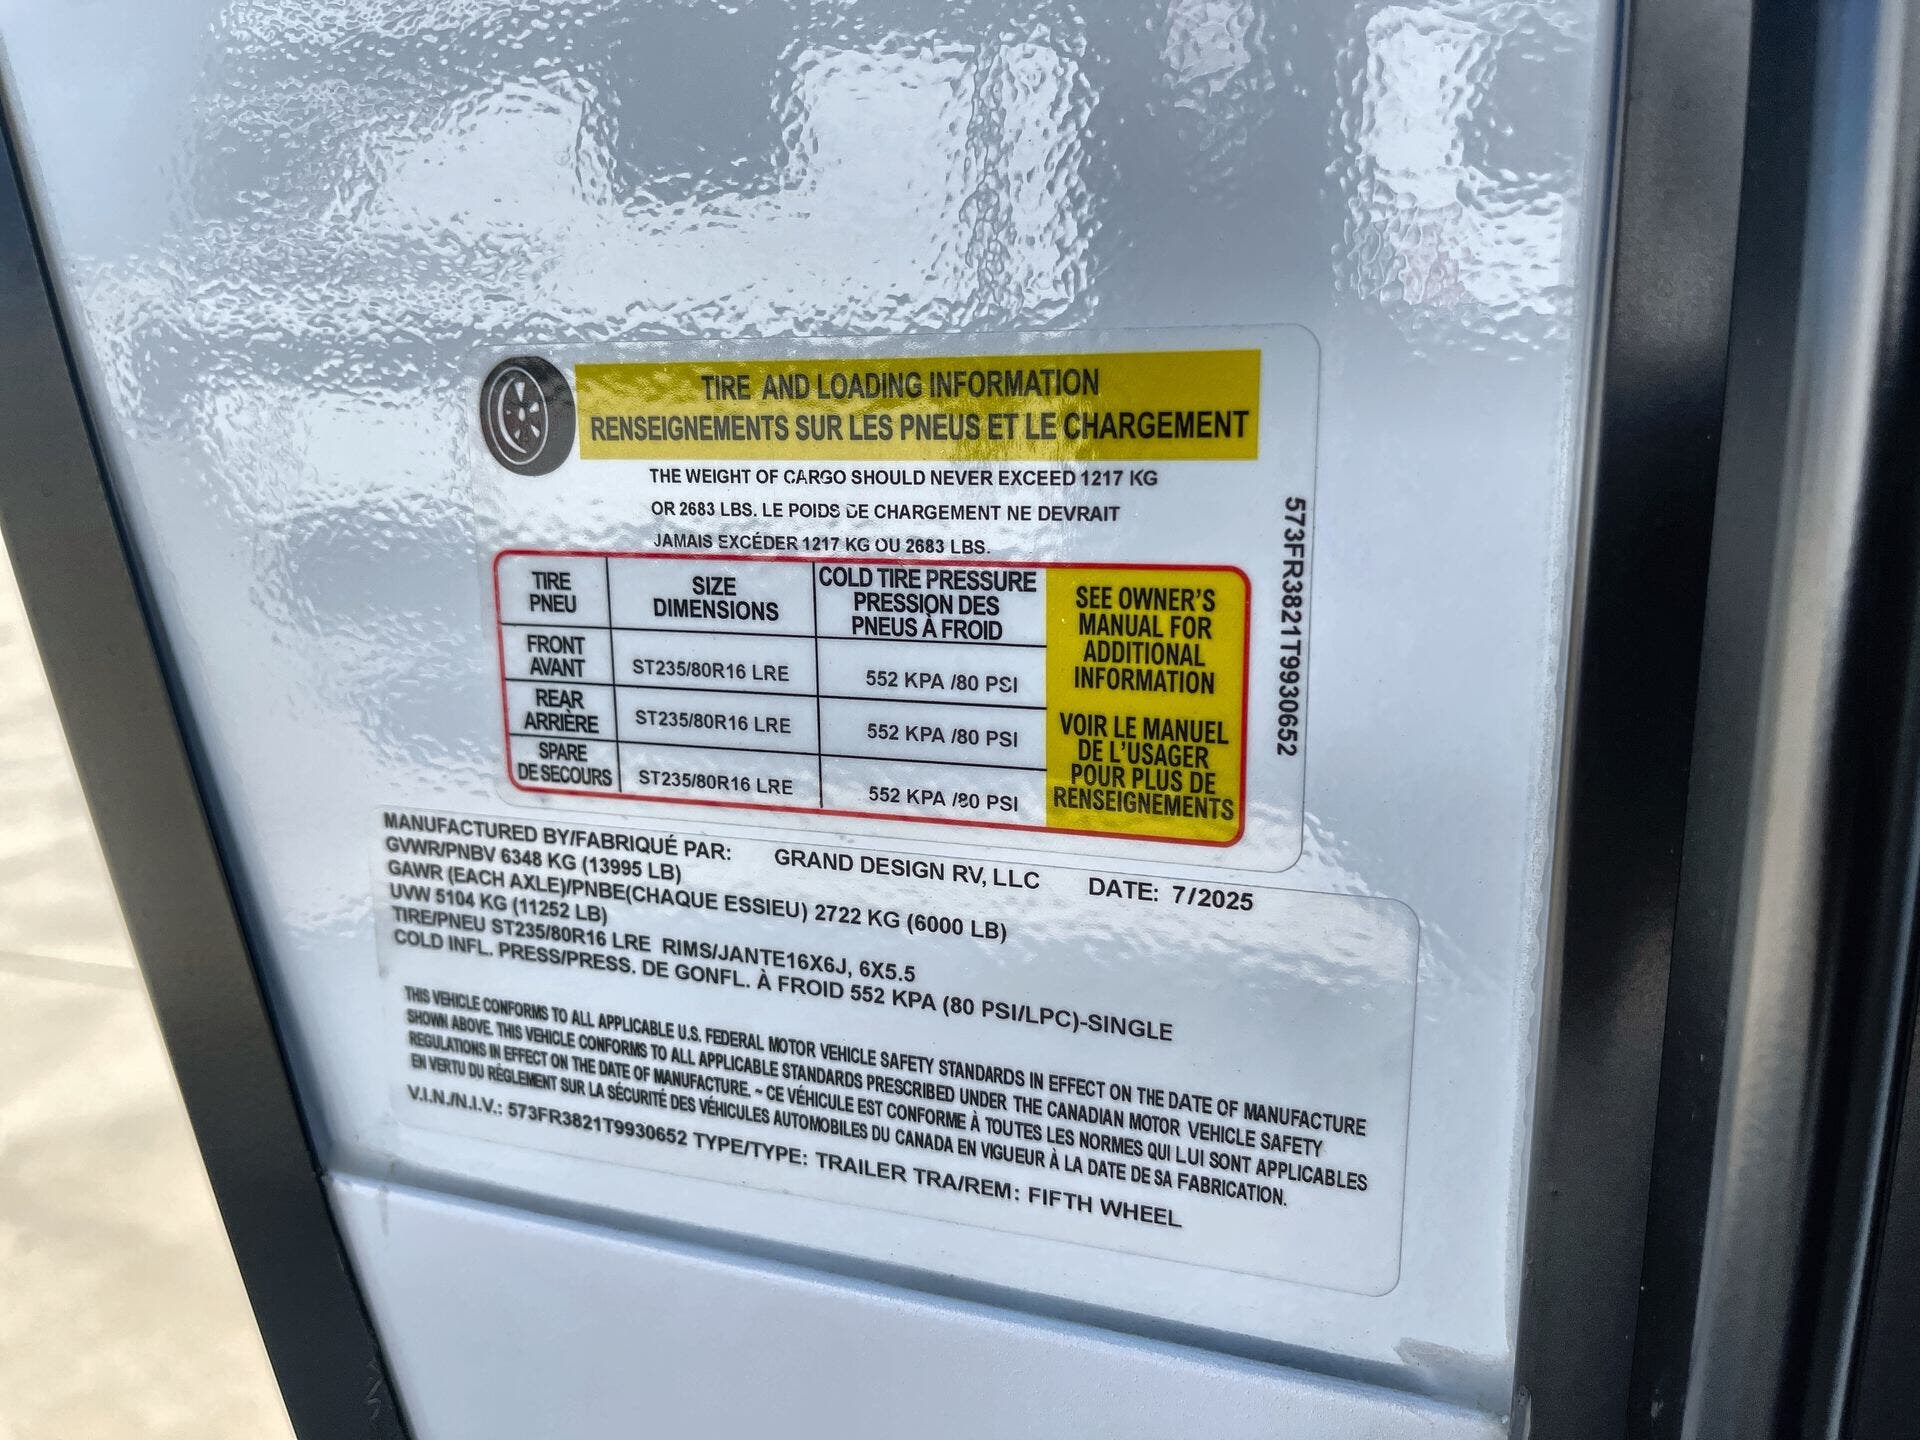 TIRE AND LOADING INFORMATION
RENSEIGNEMENTS SUR LES PNEUS ET LE CHARGEMENT
THE WEIGHT OF CARGO SHOULD NEVER EXCEED 1217 KG
OR 2683 LBS. LE POIDS DE CHARGEMENT NE DEVRAIT
JAMAIS EXCÉDER 1217 KG OU 2683 LBS.
TIRE
PNEU
SIZE
DIMENSIONS
COLD TIRE PRESSURE
PRESSION DES
PNEUS À FROID
FRONT
AVANT
ST235/80R16 LRE
552 KPA /80 PSI
REAR
ARRIÈRE
ST235/80R16 LRE
552 KPA /80 PSI
SPARE
DE SECOURS
ST235/80R16 LRE
552 KPA /80 PSI
SEE OWNER'S
MANUAL FOR
ADDITIONAL
INFORMATION
VOIR LE MANUEL
DE L'USAGER
POUR PLUS DE
RENSEIGNEMENTS
573FR3821T9930652
MANUFACTURED BY/FABRIQUÉ PAR: GRAND DESIGN RV, LLC DATE: 7/2025
GVWR/PNBV 6348 KG (13995 LB)
GAWR (EACH AXLE)/PNBE(CHAQUE ESSIEU) 2722 KG (6000 LB)
UVW 5104 KG (11252 LB)
TIRE/PNEU ST235/80R16 LRE RIMS/JANTE16X6J, 6X5.5
COLD INFL. PRESS/PRESS. DE GONFL. À FROID 552 KPA (80 PSI/LPC)-SINGLE
THIS VEHICLE CONFORMS TO ALL APPLICABLE U.S. FEDERAL MOTOR VEHICLE SAFETY STANDARDS IN EFFECT ON THE DATE OF MANUFACTURE
SHOWN ABOVE. THIS VEHICLE CONFORMS TO ALL APPLICABLE STANDARDS PRESCRIBED UNDER THE CANADIAN MOTOR VEHICLE SAFETY
REGULATIONS IN EFFECT ON THE DATE OF MANUFACTURE. ~ CE VÉHICULE EST CONFORME À TOUTES LES NORMES QUI LUI SONT APPLICABLES
EN VERTU DU RÈGLEMENT SUR LA SÉCURITÉ DES VÉHICULES AUTOMOBILES DU CANADA EN VIGUEUR À LA DATE DE SA FABRICATION.
V.I.N./N.I.V.: 573FR3821T9930652 TYPE/TYPE: TRAILER TRA/REM: FIFTH WHEEL